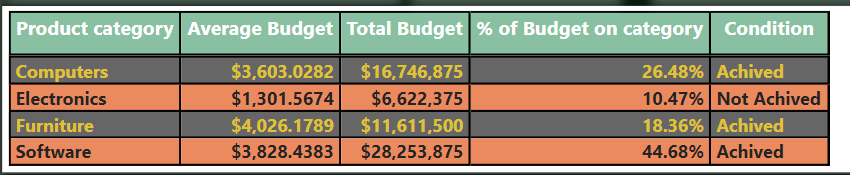 Product category Average Budget Total Budget % of Budget on category Condition
Computers $3,603.0282 $16,746,875 26.48% Achived
Electronics $1,301.5674 $6,622,375 10.47% Not Achived
Furniture $4,026.1789 $11,611,500 18.36% Achived
Software $3,828.4383 $28,253,875 44.68% Achived